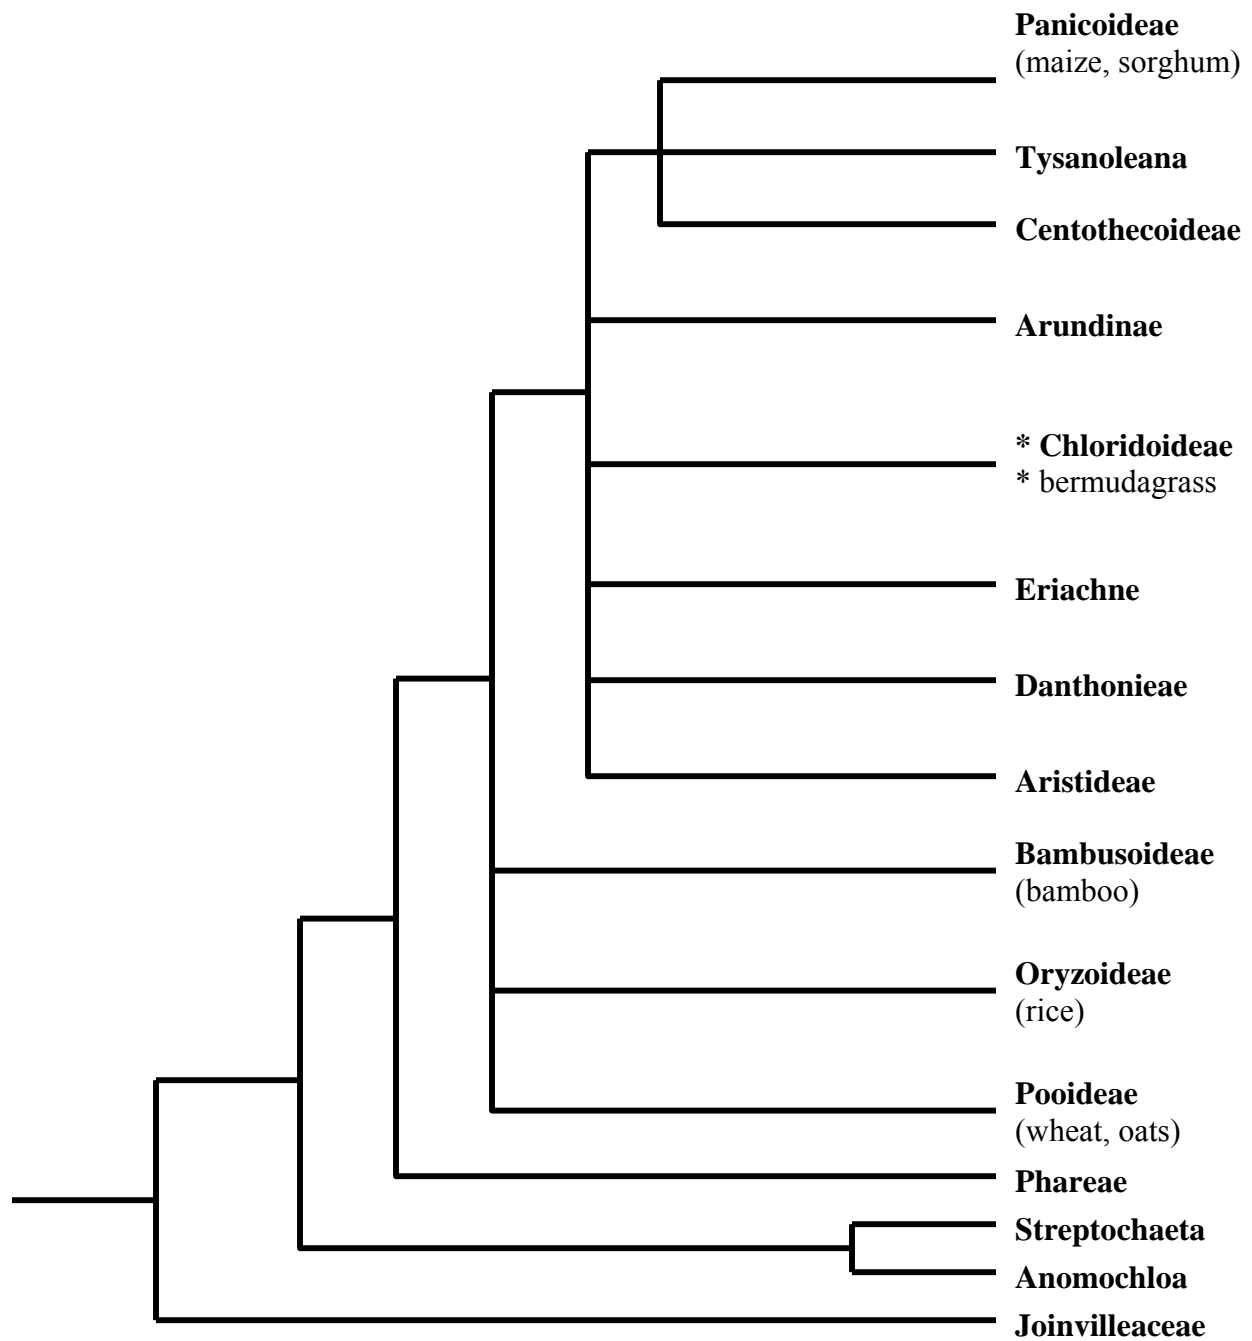 Panicoideae
(maize, sorghum)
Tysanoleana
Centothecoideae
Arundinae
* Chloridoideae
* bermudagrass
Eriachne
Danthonieae
Aristideae
Bambusoideae
(bamboo)
Oryzoideae
(rice)
Pooideae
(wheat, oats)
Phareae
Streptochaeta
Anomochloa
Joinvilleaceae